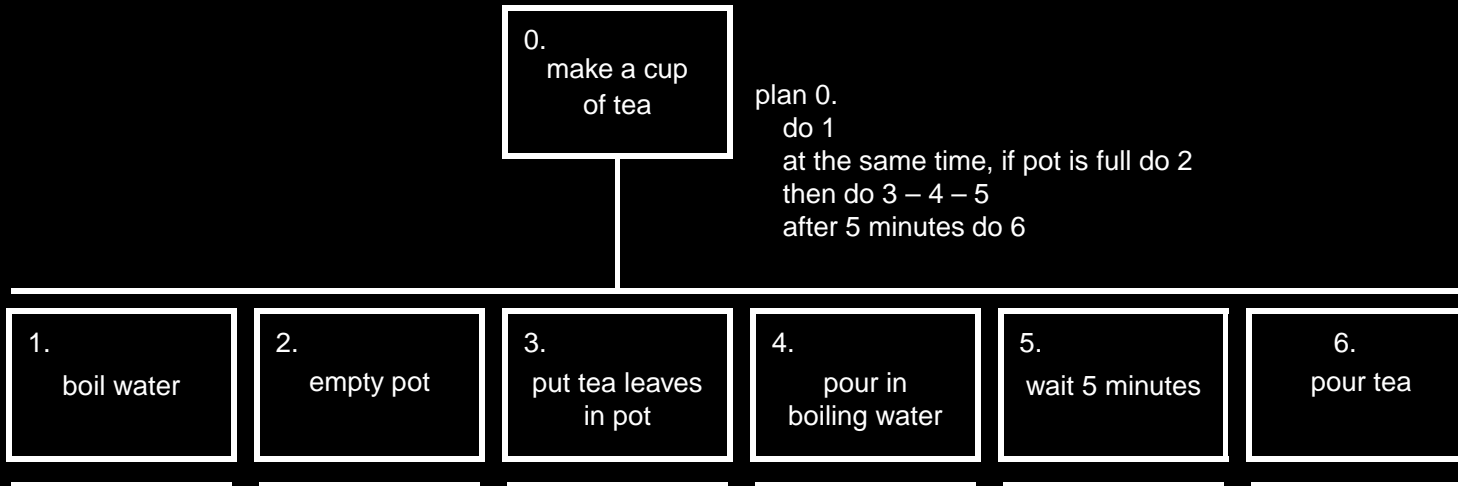 0.
make a cup
of tea
plan 0.
do 1
at the same time, if pot is full do 2
then do 3 – 4 – 5
after 5 minutes do 6
1.
boil water
2.
empty pot
3.
put tea leaves
in pot
4.
pour in
boiling water
5.
wait 5 minutes
6.
pour tea